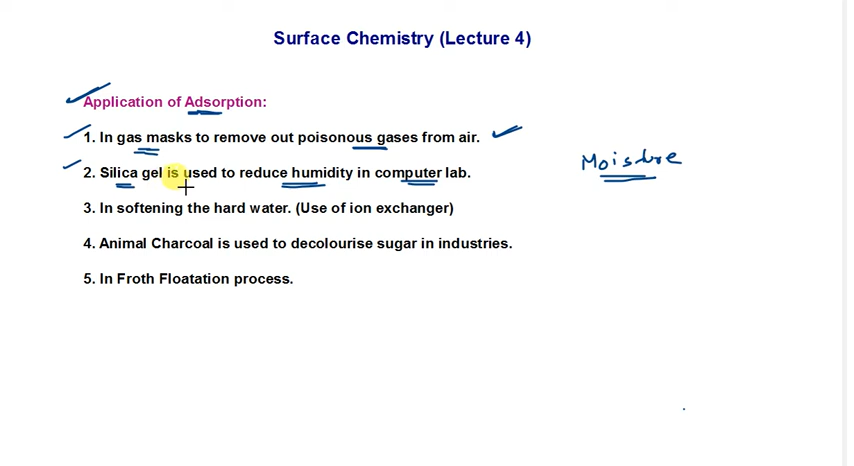 Surface Chemistry (Lecture 4)
Application of Adsorption:
1. In gas masks to remove out poisonous gases from air.
2. Silica gel is used to reduce humidity in computer lab.
Moisture
3. In softening the hard water. (Use of ion exchanger)
4. Animal Charcoal is used to decolourise sugar in industries.
5. In Froth Floatation process.